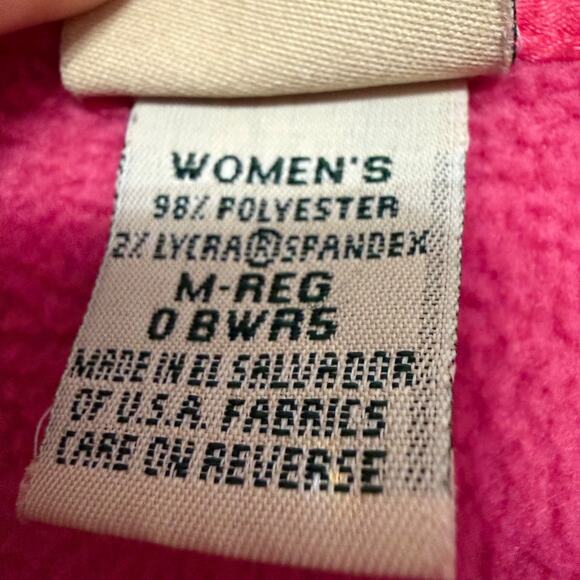 WOMEN'S
98% POLYESTER
2% LYCRA® SPANDEX
M-REG
0 BWR5
MADE IN EL SALVADOR
OF U.S.A. FABRICS
CARE ON REVERSE